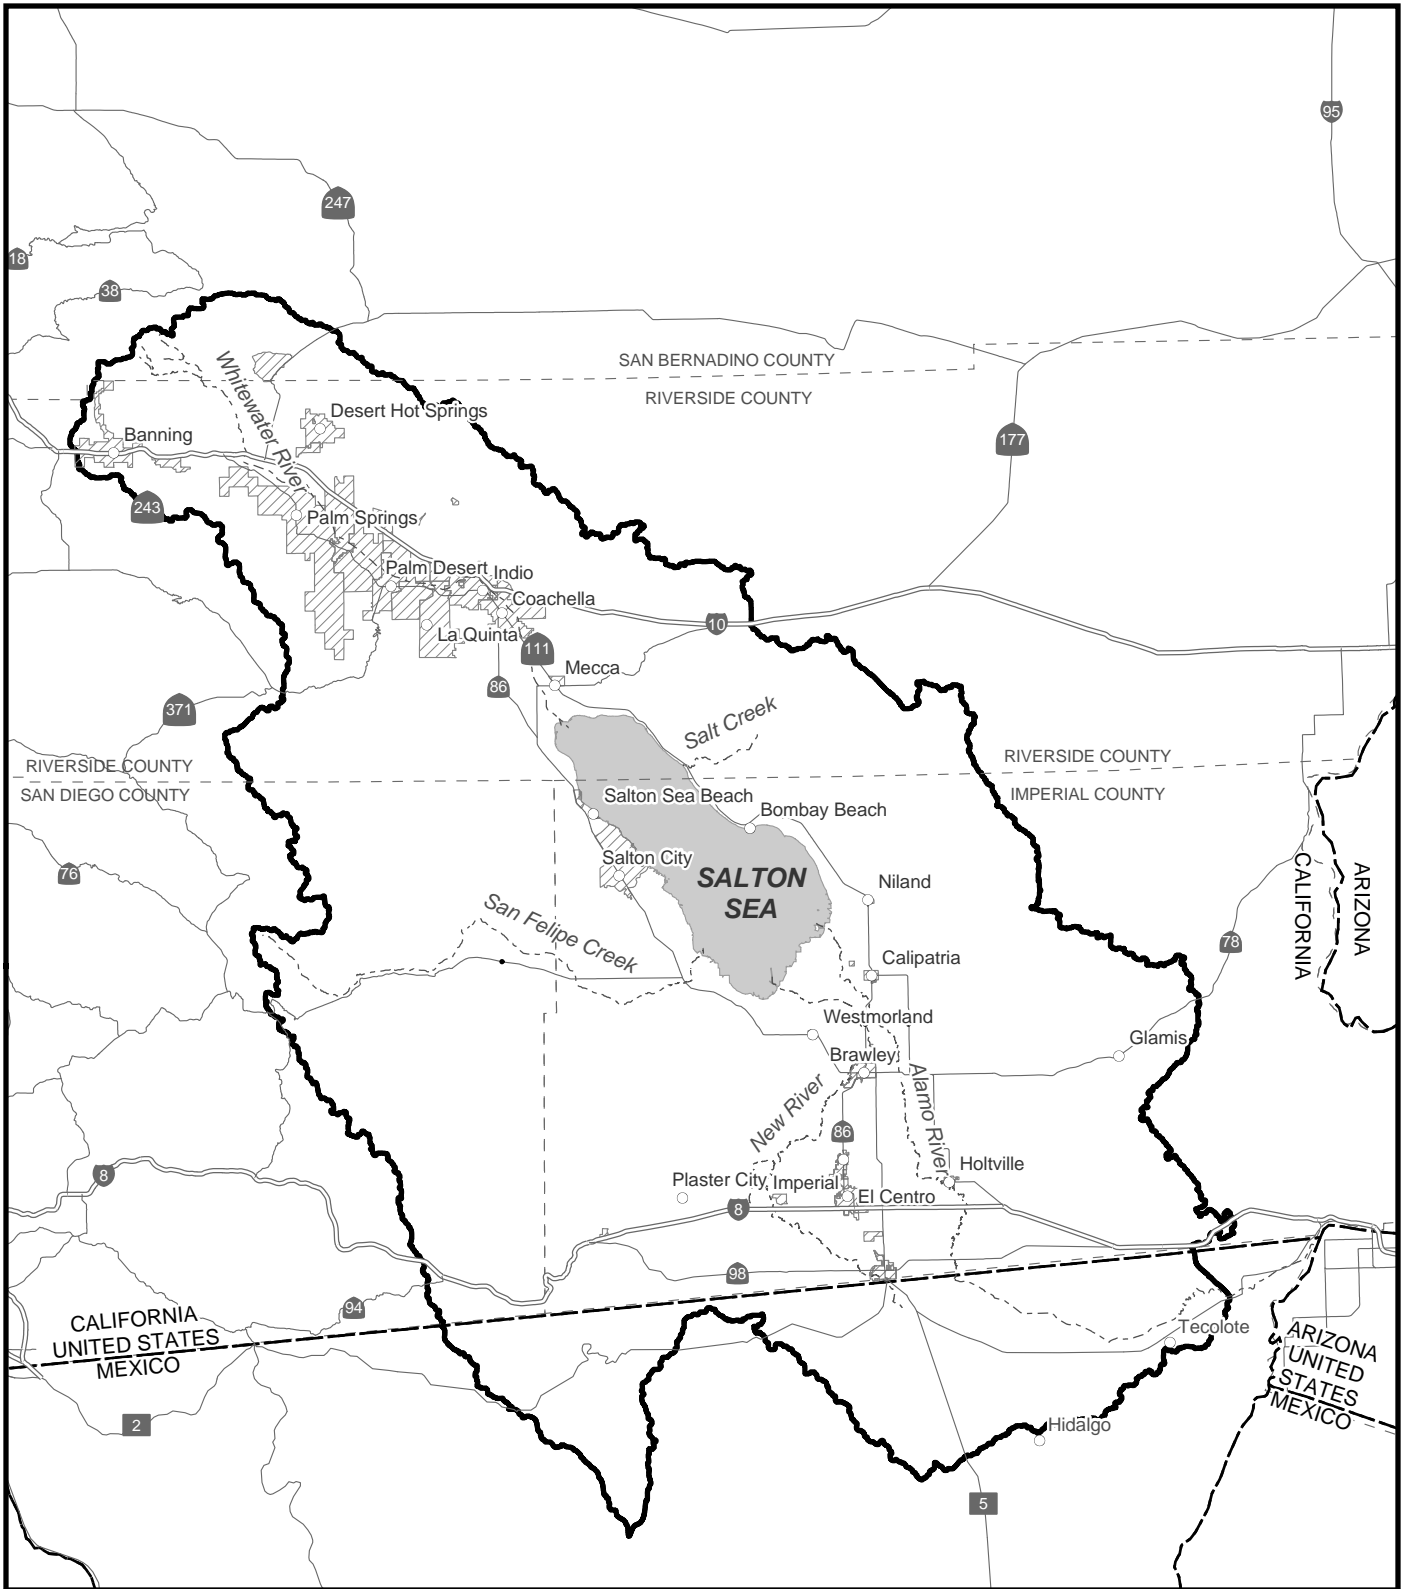 95
247
18
38
SAN BERNADINO COUNTY
RIVERSIDE COUNTY
Whitewater River
Desert Hot Springs
Banning
177
243
Palm Springs
Palm Desert
Indio
Coachella
10
La Quinta
111
Mecca
86
371
Salt Creek
RIVERSIDE COUNTY
SAN DIEGO COUNTY
RIVERSIDE COUNTY
IMPERIAL COUNTY
Salton Sea Beach
Bombay Beach
76
Salton City
SALTON
SEA
Niland
CALIFORNIA
ARIZONA
San Felipe Creek
78
Calipatria
Westmorland
Glamis
Brawley
New River
Alamo River
86
8
Holtville
Plaster City
Imperial
El Centro
8
98
94
CALIFORNIA
UNITED STATES
MEXICO
Tecolote
ARIZONA
UNITED
STATES
MEXICO
2
Hidalgo
5